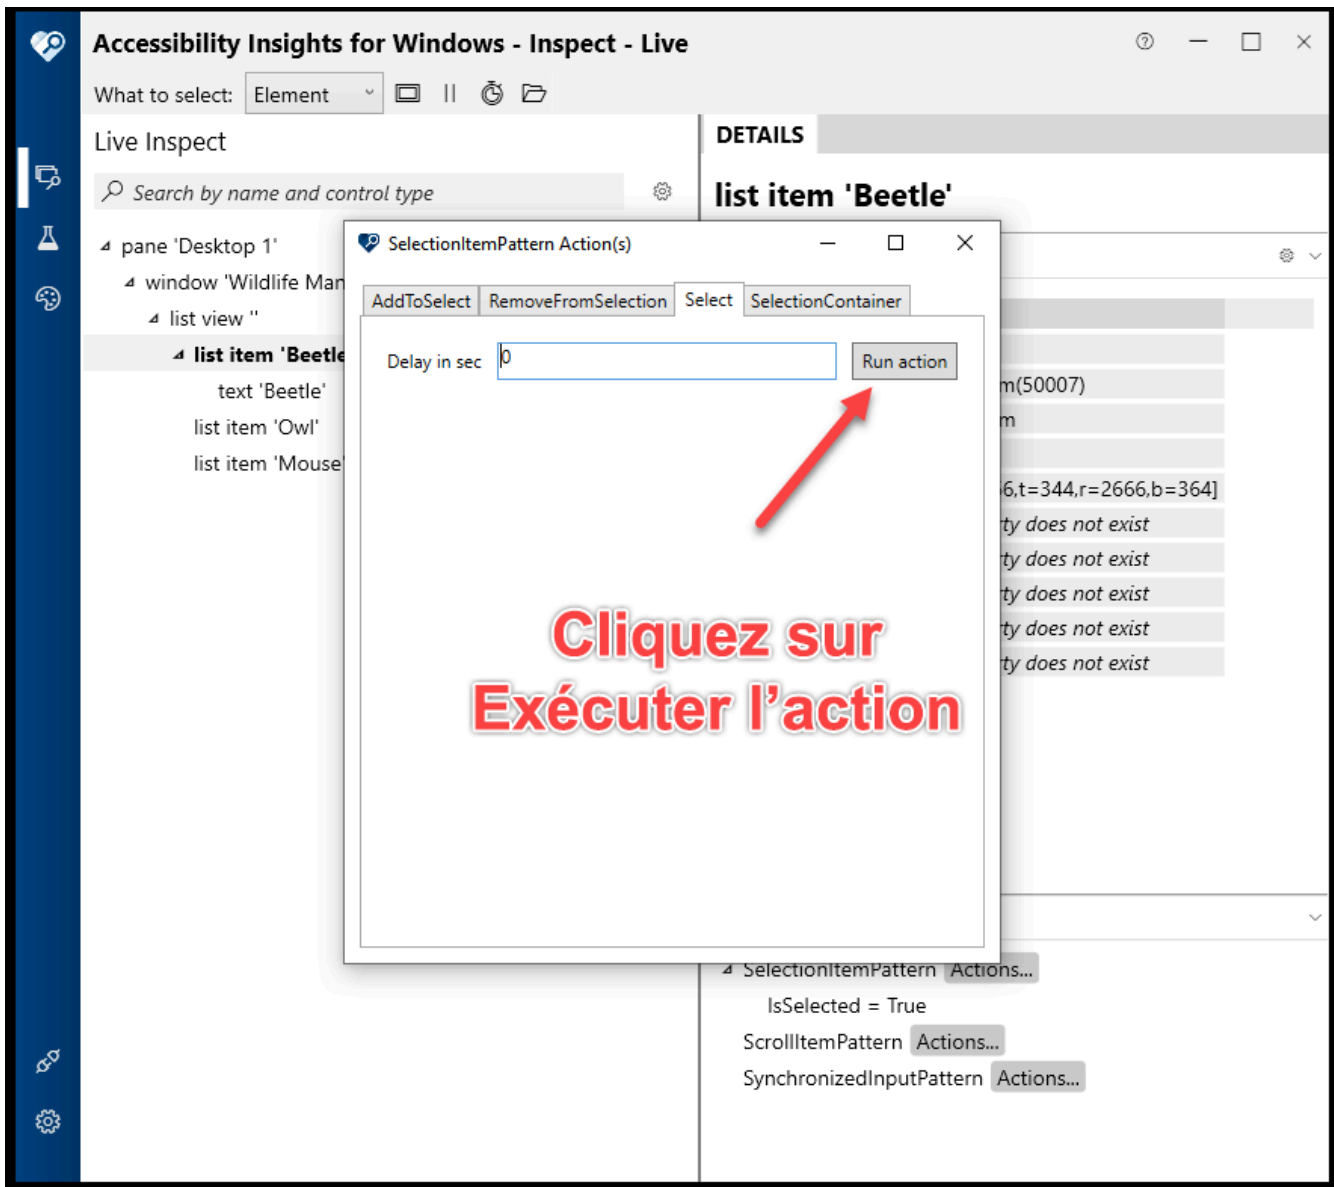 Accessibility Insights for Windows - Inspect - Live
What to select: Element
Live Inspect
Search by name and control type
pane 'Desktop 1'
window 'Wildlife Man
list view ''
list item 'Beetle
text 'Beetle'
list item 'Owl'
list item 'Mouse'
DETAILS
list item 'Beetle'
SelectionItemPattern Action(s)
AddToSelect RemoveFromSelection Select SelectionContainer
Delay in sec 0 Run action
Cliquez sur
Exécuter l'action
m(50007)
m
6,t=344,r=2666,b=364]
ty does not exist
ty does not exist
ty does not exist
ty does not exist
ty does not exist
SelectionItemPattern Actions...
IsSelected = True
ScrollItemPattern Actions...
SynchronizedInputPattern Actions...